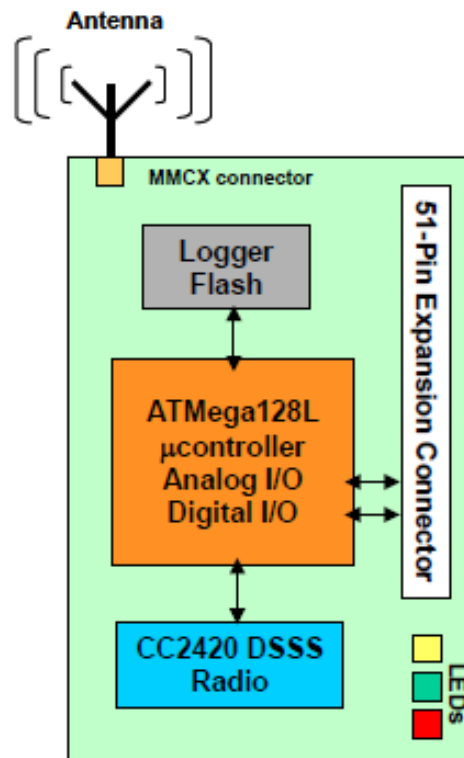 Antenna
MMCX connector
Logger
Flash
51-Pin Expansion Connector
ATMega128L
μcontroller
Analog I/O
Digital I/O
CC2420 DSSS
Radio
LEDs